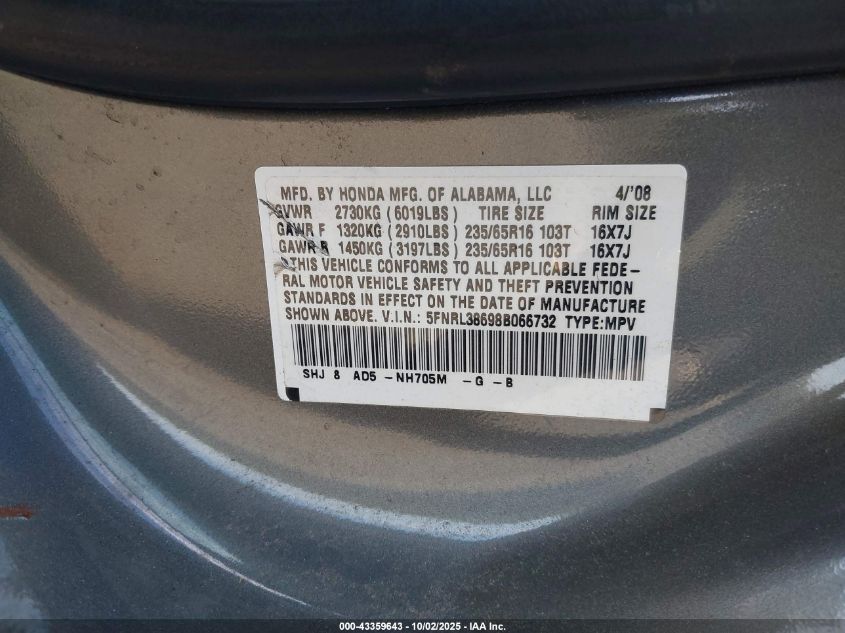 MFD. BY HONDA MFG. OF ALABAMA, LLC 4/'08
GVWR 2730KG (6019LBS) TIRE SIZE RIM SIZE
GAWR F 1320KG (2910LBS) 235/65R16 103T 16X7J
GAWR R 1450KG (3197LBS) 235/65R16 103T 16X7J
THIS VEHICLE CONFORMS TO ALL APPLICABLE FEDE-
RAL MOTOR VEHICLE SAFETY AND THEFT PREVENTION
STANDARDS IN EFFECT ON THE DATE OF MANUFACTURE
SHOWN ABOVE. V.I.N.: 5FNRL38698B066732 TYPE:MPV
SHJ 8 AD5 -NH705M -G -B
000-43359643 - 10/02/2025 - IAA Inc.